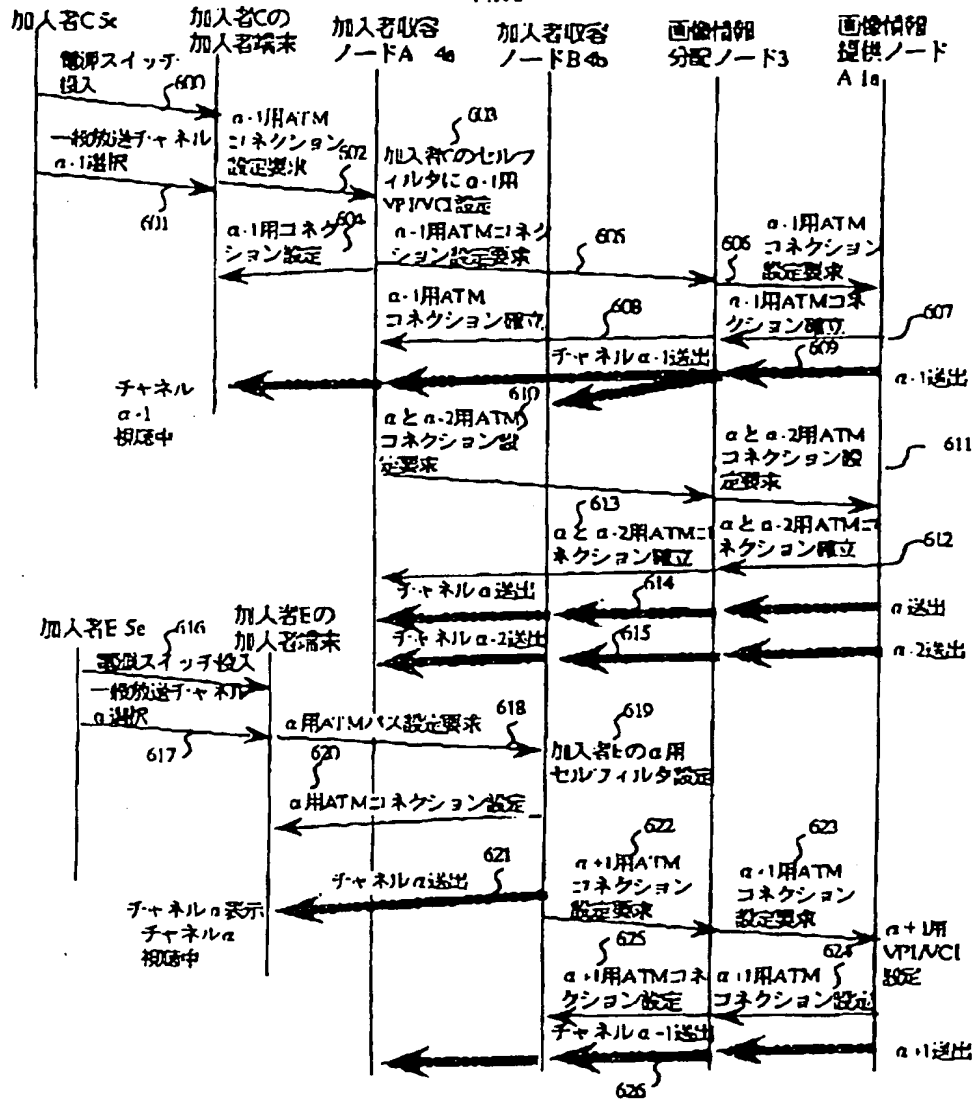 加入者C 5c
加入者Cの
加入者端末
加入者収容
ノードA 4a
加入者収容
ノードB 4b
画像情報
分配ノード3
画像情報
提供ノード
A 1a
電源スイッチ
投入
600
一般放送チャンネル
α-1選択
601
α-1用ATM
コネクション
設定要求
602
603
加入者Cのセルフ
ィルタにα-1用
VPI/VCI設定
604
α-1用コネク
ション設定
α-1用ATMコネク
ション設定要求
605
606
α-1用ATM
コネクション
設定要求
α-1用ATM
コネクション確立
608
α-1用ATMコネ
クション確立
607
チャネルα-1送出
609
α-1送出
チャネル
α-1
視聴中
610
αとα-2用ATM
コネクション設
定要求
αとα-2用ATM
コネクション設
定要求
611
613
αとα-2用ATMコ
ネクション確立
αとα-2用ATMコ
ネクション確立
612
チャネルα送出
614
α送出
チャネルα-2送出
615
α-2送出
加入者E 5e
616
加入者Eの
加入者端末
電源スイッチ投入
一般放送チャネル
α選択
617
α用ATMパス設定要求
618
619
加入者Eのα用
セルフィルタ設定
620
α用ATMコネクション設定
621
チャネルα送出
チャネルα表示
チャネルα
視聴中
622
α+1用ATM
コネクション
設定要求
623
α+1用ATM
コネクション
設定要求
α+1用
VPI/VCI
設定
625
α+1用ATMコネ
クション設定
624
α+1用ATM
コネクション設定
チャネルα-1送出
α+1送出
626